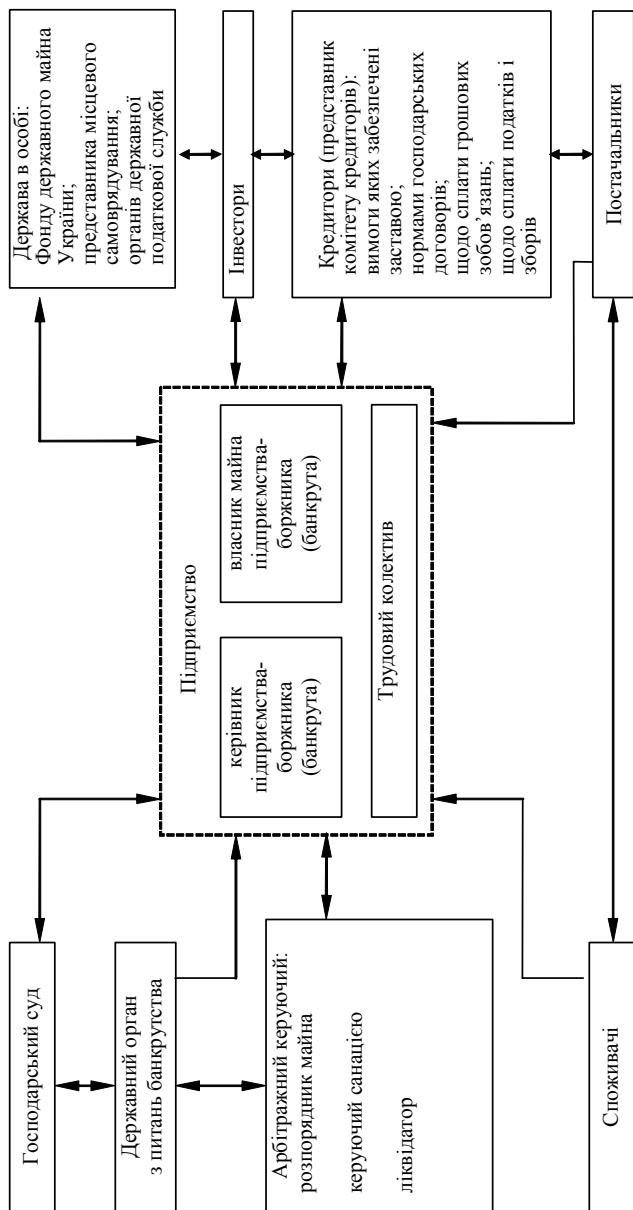 Господарський суд
Державний орган
з питань банкрутства
Арбітражний керуючий:
розпорядник майна
керуючий санацією
ліквідатор
Споживачі
Підприємство
керівник
підприємства-
боржника
(банкрута)
власник майна
підприємства-
боржника
(банкрута)
Трудовий колектив
Держава в особі:
Фонду державного майна
України;
представника місцевого
самоврядування;
органів державної
податкової служби
Інвестори
Кредитори (представник
комітету кредиторів):
вимоги яких забезпечені
заставою;
нормами господарських
договорів;
щодо сплати грошових
зобов’язань;
щодо сплати податків і
зборів
Постачальники